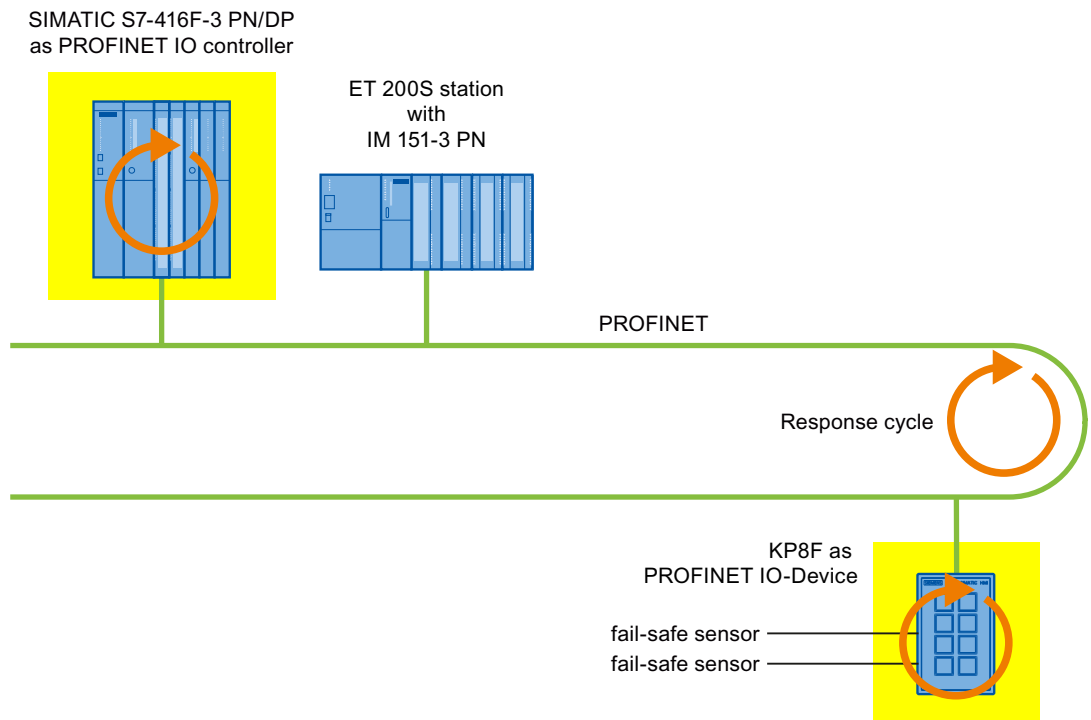 SIMATIC S7-416F-3 PN/DP
as PROFINET IO controller
ET 200S station
with
IM 151-3 PN
PROFINET
Response cycle
KP8F as
PROFINET IO-Device
fail-safe sensor
fail-safe sensor